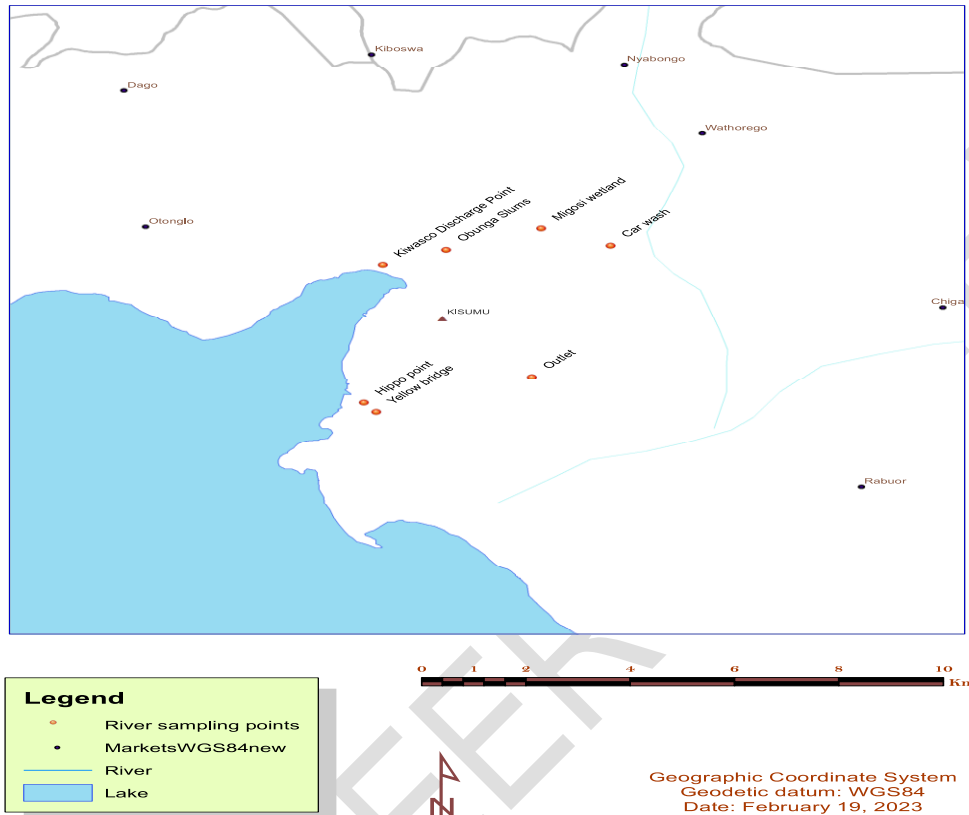 Kiboswa
Nyabongo
Dago
Wathorego
Otonglo
Kiwasco Discharge Point
Obunga Slums
Migosi wetland
Car wash
Chiga
KISUMU
Outlet
Hippo point
Yellow bridge
Rabuor
0 1 2 4 6 8 10
Km
Legend
River sampling points
MarketsWGS84new
River
Lake
N
Geographic Coordinate System
Geodetic datum: WGS84
Date: February 19, 2023